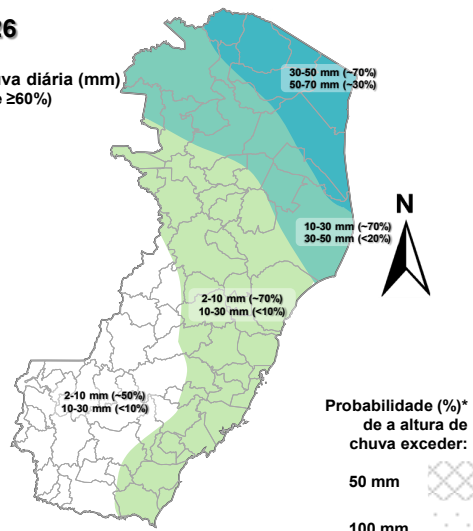 26
uva diária (mm)
e ≥60%)
30-50 mm (~70%)
50-70 mm (~30%)
10-30 mm (~70%)
30-50 mm (<20%)
N
2-10 mm (~70%)
10-30 mm (<10%)
2-10 mm (~50%)
10-30 mm (<10%)
Probabilidade (%)*
de a altura de
chuva exceder:
50 mm
100 mm